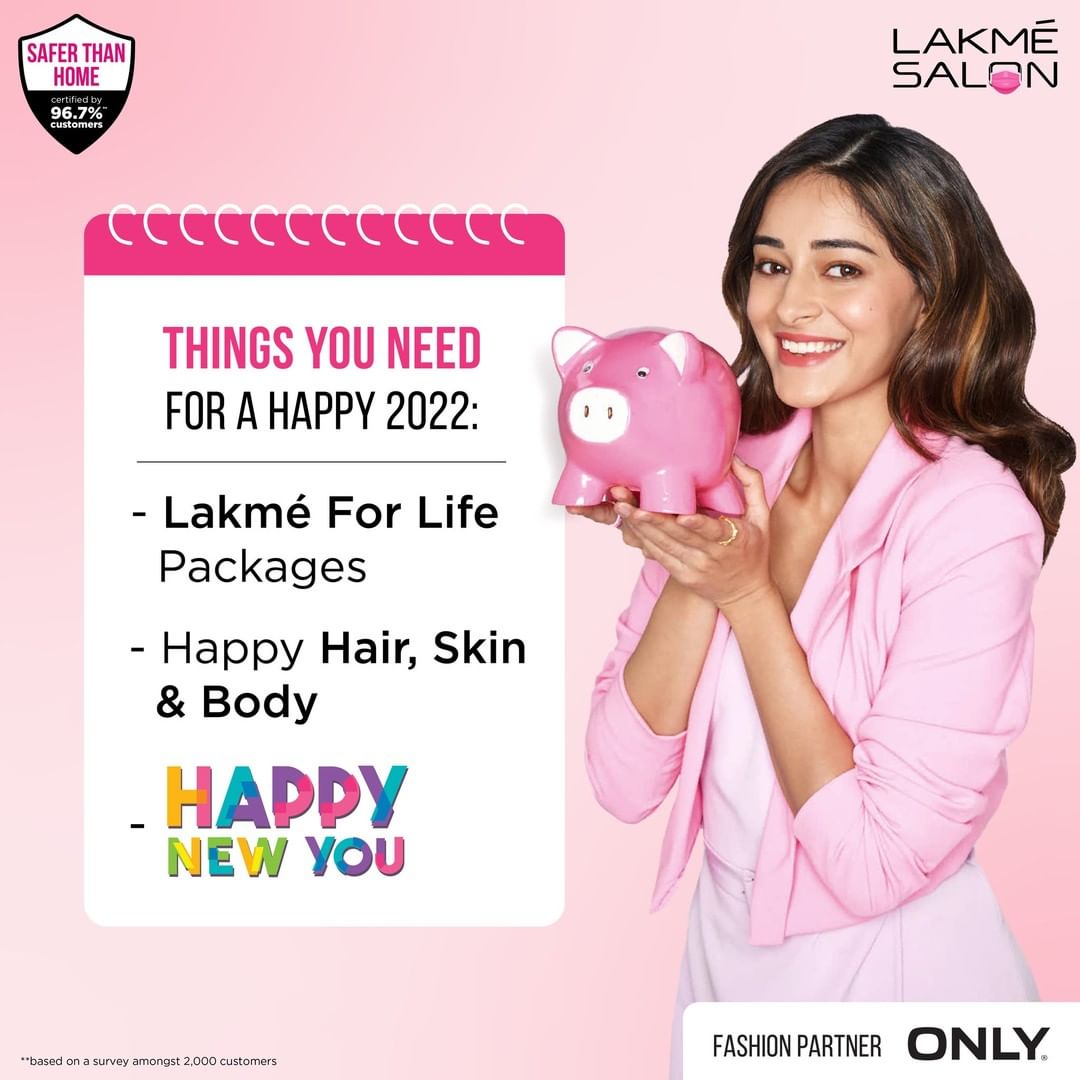 SAFER THAN
HOME
certified by
96.7%**
customers
LAKMÉ
SALON
THINGS YOU NEED
FOR A HAPPY 2022:
- Lakmé For Life
Packages
- Happy Hair, Skin
& Body
- HAPPY
NEW YOU
FASHION PARTNER ONLY®
**based on a survey amongst 2,000 customers